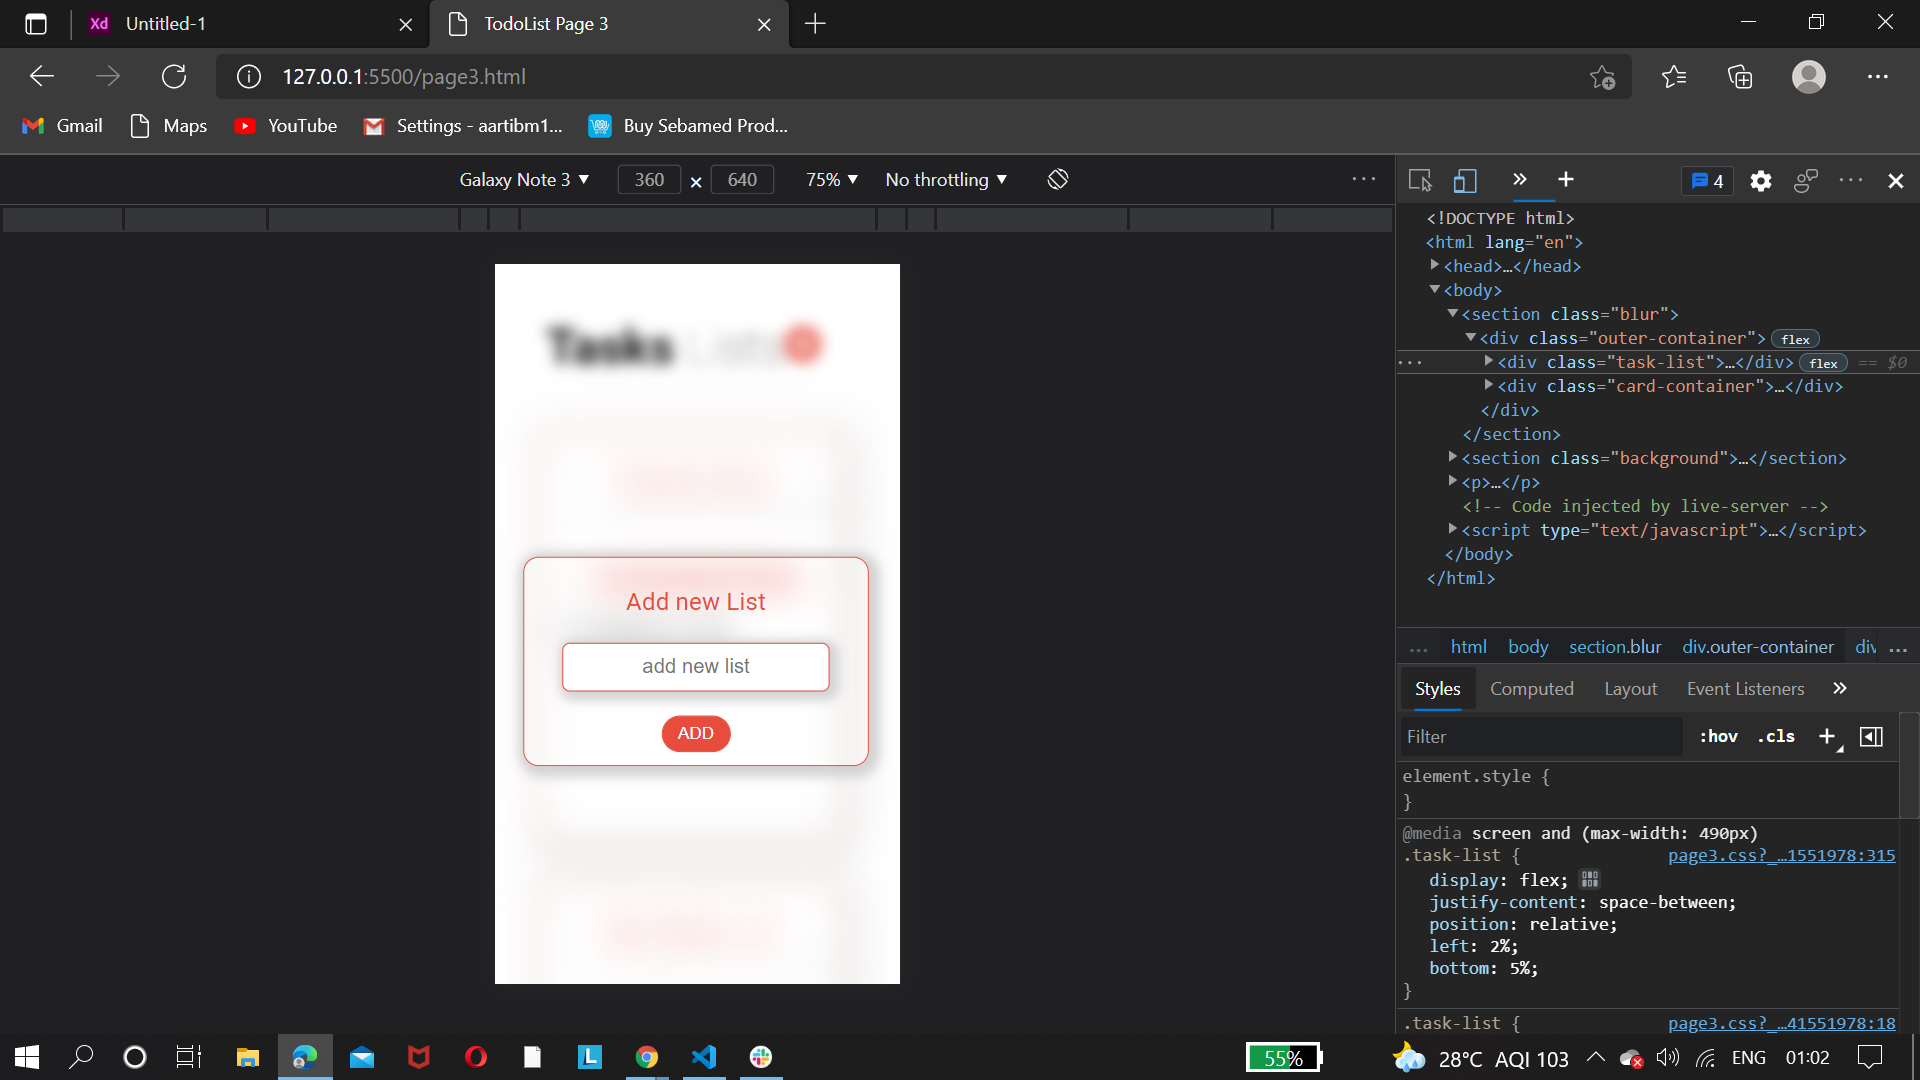 Xd Untitled-1
TodoList Page 3
127.0.0.1:5500/page3.html
Gmail
Maps
YouTube
Settings - aartibm1...
Buy Sebamed Prod...
Galaxy Note 3
360 × 640
75%
No throttling
4
Tasks Lists
Add new List
add new list
ADD
<!DOCTYPE html>
<html lang="en">
<head>…</head>
<body>
<section class="blur">
<div class="outer-container"> flex
<div class="task-list">…</div> flex == $0
<div class="card-container">…</div>
</div>
</section>
<section class="background">…</section>
<p>…</p>
<!-- Code injected by live-server -->
<script type="text/javascript">…</script>
</body>
</html>
... html body section.blur div.outer-container div ...
Styles Computed Layout Event Listeners
Filter :hov .cls
element.style {
}
@media screen and (max-width: 490px)
.task-list { page3.css?_…1551978:315
display: flex;
justify-content: space-between;
position: relative;
left: 2%;
bottom: 5%;
}
.task-list { page3.css?_…41551978:18
L
55%
28°C AQI 103
ENG
01:02